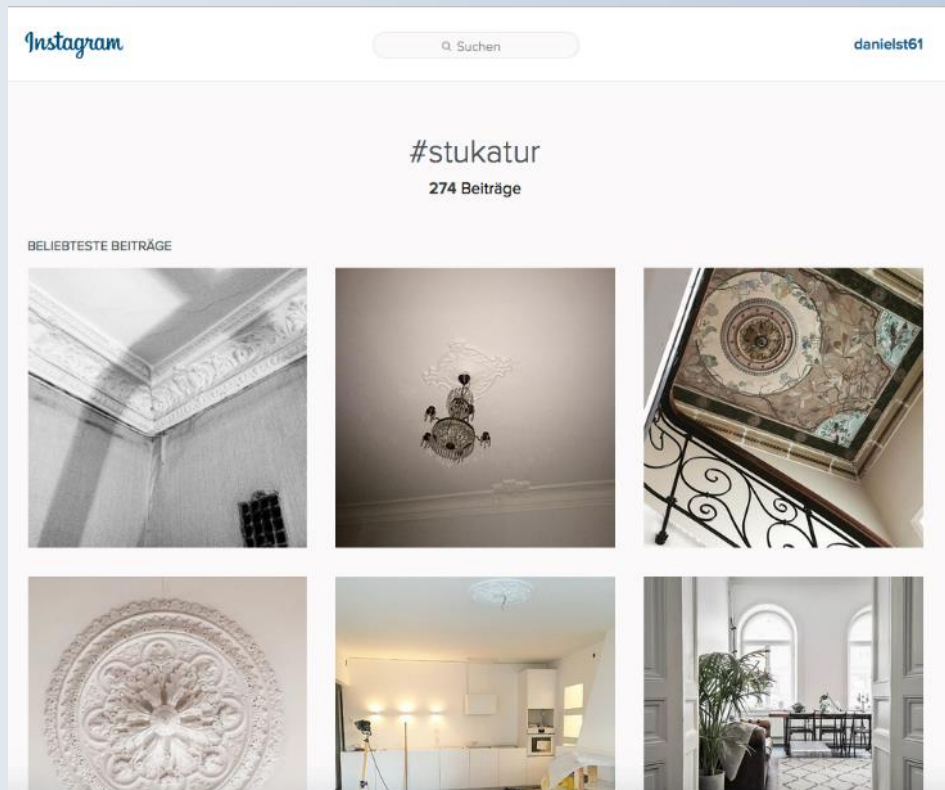 Instagram
Suchen
danielst61
#stukatur
274 Beiträge
BELIEBTESTE BEITRÄGE